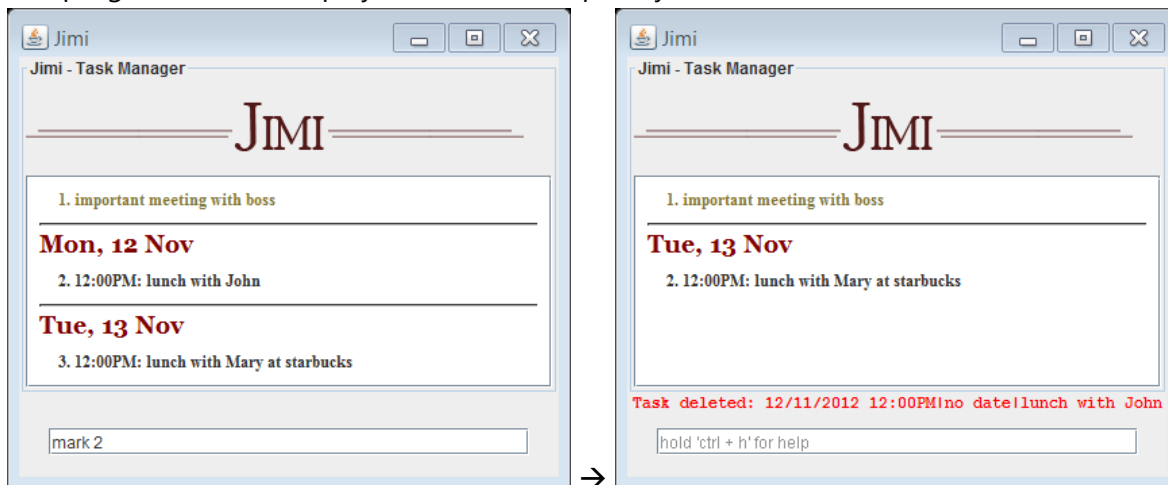 Jimi
Jimi - Task Manager
JIMI
1. important meeting with boss
Mon, 12 Nov
2. 12:00PM: lunch with John
Tue, 13 Nov
3. 12:00PM: lunch with Mary at starbucks
mark 2
→
Jimi
Jimi - Task Manager
JIMI
1. important meeting with boss
Tue, 13 Nov
2. 12:00PM: lunch with Mary at starbucks
Task deleted: 12/11/2012 12:00PM|no date|lunch with John
hold 'ctrl + h' for help